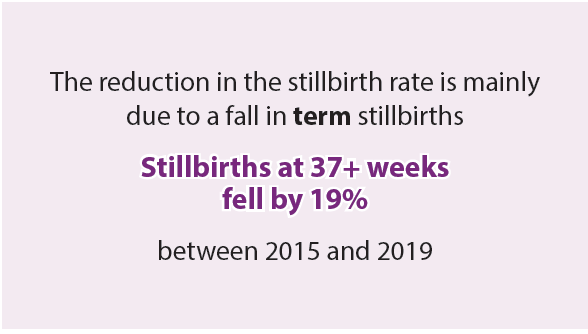 The reduction in the stillbirth rate is mainly
due to a fall in term stillbirths
Stillbirths at 37+ weeks
fell by 19%
between 2015 and 2019